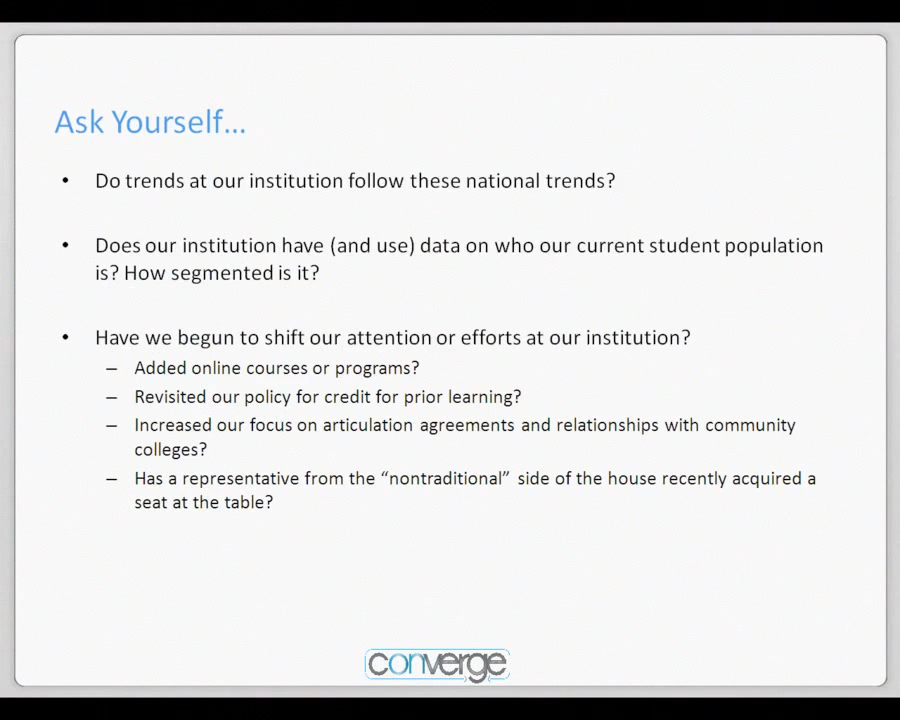 Ask Yourself...
• Do trends at our institution follow these national trends?
• Does our institution have (and use) data on who our current student population
is? How segmented is it?
• Have we begun to shift our attention or efforts at our institution?
– Added online courses or programs?
– Revisited our policy for credit for prior learning?
– Increased our focus on articulation agreements and relationships with community
colleges?
– Has a representative from the “nontraditional” side of the house recently acquired a
seat at the table?
converge